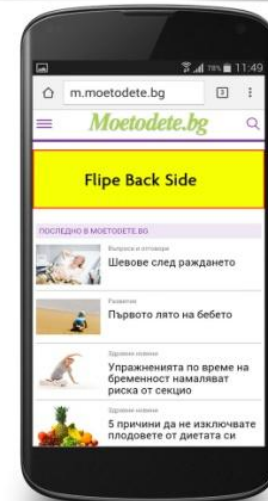 78% 11:49
m.moetodete.bg 3
Moetodete.bg
Flipe Back Side
ПОСЛЕДНО В MOETODETE.BG
Въпроси и отговори
Шевове след раждането
Развитие
Първото лято на бебето
Здравни новини
Упражненията по време на
бременност намаляват
риска от секцио
Здравни новини
5 причини да не изключвате
плодовете от диетата си